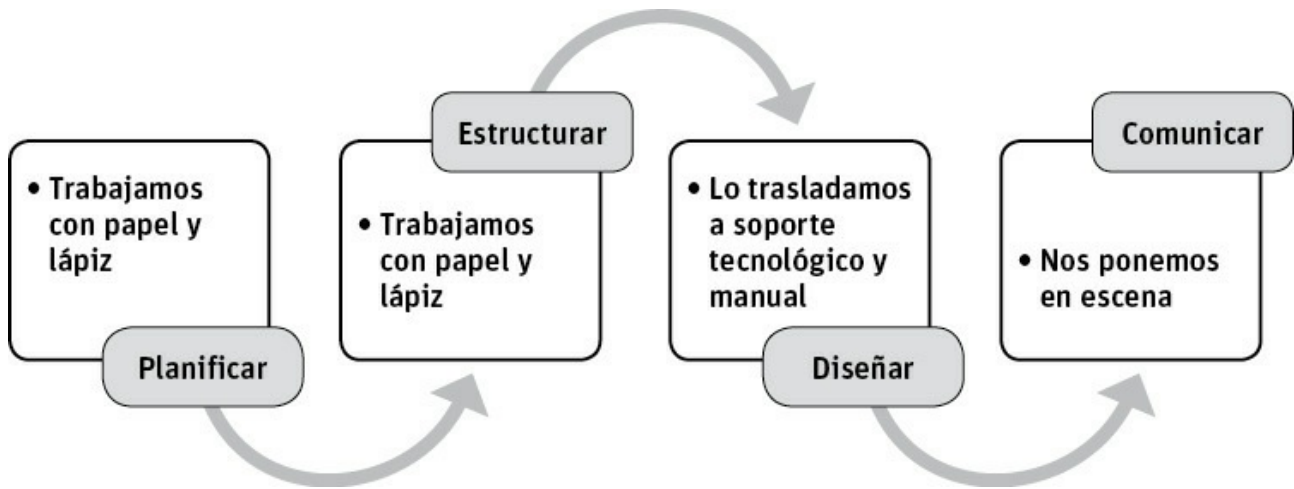 • Trabajamos
con papel y
lápiz
Planificar
Estructurar
• Trabajamos
con papel y
lápiz
• Lo trasladamos
a soporte
tecnológico y
manual
Diseñar
Comunicar
• Nos ponemos
en escena